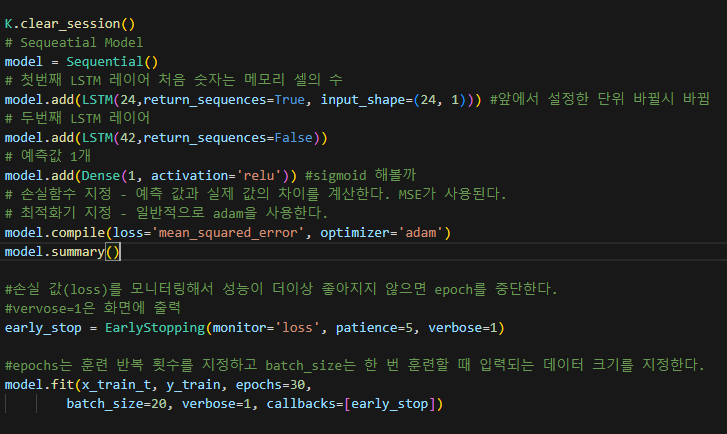 K.clear_session()
# Sequeatial Model
model = Sequential()
# 첫번째 LSTM 레이어 처음 숫자는 메모리 셀의 수
model.add(LSTM(24,return_sequences=True, input_shape=(24, 1))) #앞에서 설정한 단위 바뀔시 바뀜
# 두번째 LSTM 레이어
model.add(LSTM(42,return_sequences=False))
# 예측값 1개
model.add(Dense(1, activation='relu')) #sigmoid 해볼까
# 손실함수 지정 - 예측 값과 실제 값의 차이를 계산한다. MSE가 사용된다.
# 최적화기 지정 - 일반적으로 adam을 사용한다.
model.compile(loss='mean_squared_error', optimizer='adam')
model.summary()
#손실 값(loss)를 모니터링해서 성능이 더이상 좋아지지 않으면 epoch를 중단한다.
#vervose=1은 화면에 출력
early_stop = EarlyStopping(monitor='loss', patience=5, verbose=1)
#epochs는 훈련 반복 횟수를 지정하고 batch_size는 한 번 훈련할 때 입력되는 데이터 크기를 지정한다.
model.fit(x_train_t, y_train, epochs=30,
batch_size=20, verbose=1, callbacks=[early_stop])